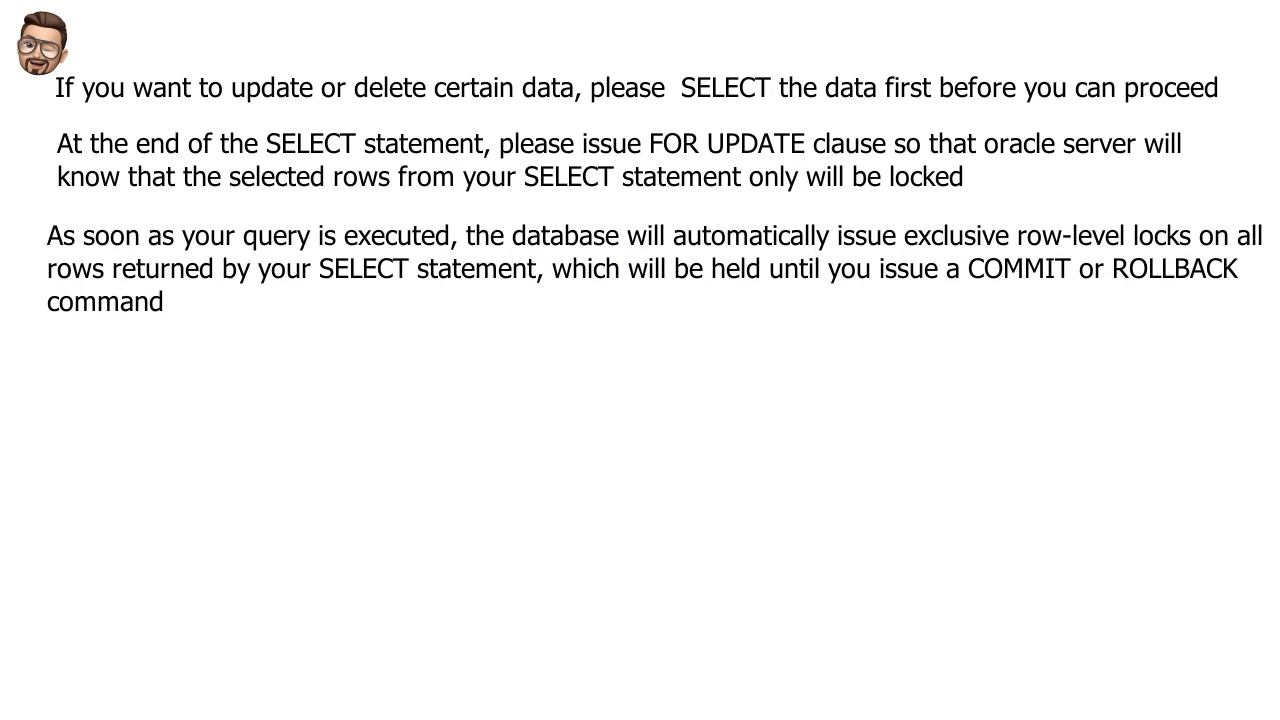 If you want to update or delete certain data, please  SELECT the data first before you can proceed
At the end of the SELECT statement, please issue FOR UPDATE clause so that oracle server will
know that the selected rows from your SELECT statement only will be locked
As soon as your query is executed, the database will automatically issue exclusive row-level locks on all
rows returned by your SELECT statement, which will be held until you issue a COMMIT or ROLLBACK
command